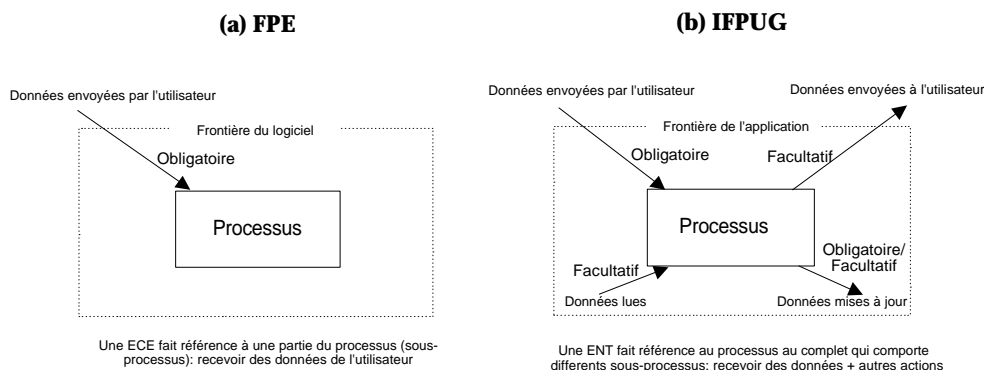 (a) FPE
Données envoyées par l'utilisateur
Frontière du logiciel
Obligatoire
Processus
Une ECE fait référence à une partie du processus (sous-
processus): recevoir des données de l'utilisateur
(b) IFPUG
Données envoyées par l'utilisateur
Données envoyées à l'utilisateur
Frontière de l'application
Obligatoire
Facultatif
Processus
Facultatif
Obligatoire/
Facultatif
Données lues
Données mises à jour
Une ENT fait référence au processus au complet qui comporte
differents sous-processus: recevoir des données + autres actions